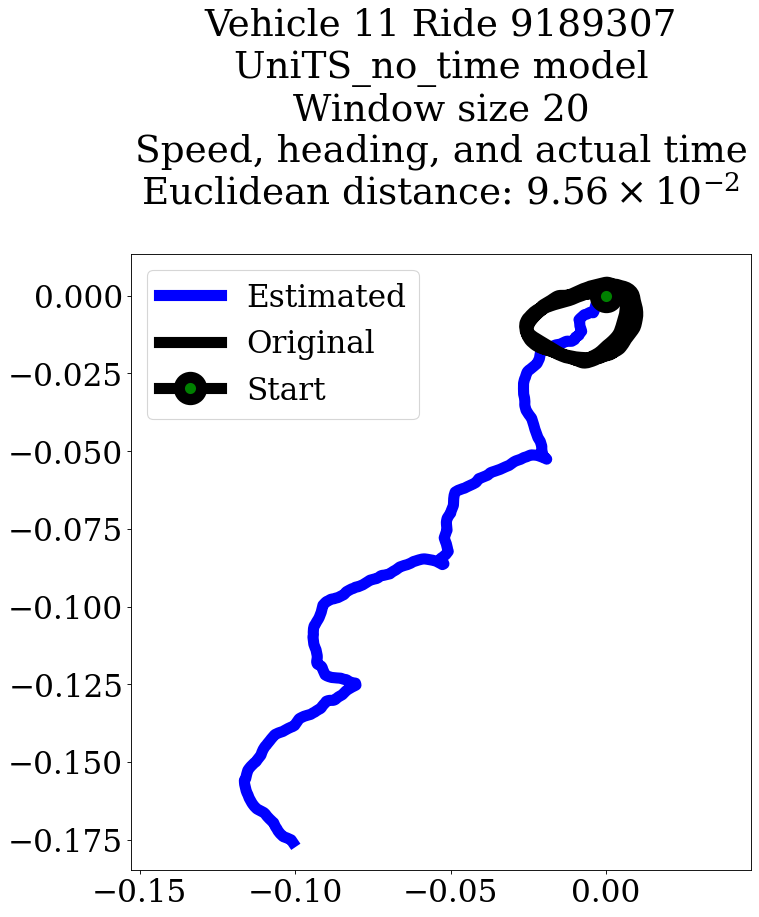 Vehicle 11 Ride 9189307
UniTS_no_time model
Window size 20
Speed, heading, and actual time
Euclidean distance: 9.56 × 10⁻²
Estimated
Original
Start
0.000
−0.025
−0.050
−0.075
−0.100
−0.125
−0.150
−0.175
−0.15
−0.10
−0.05
0.00